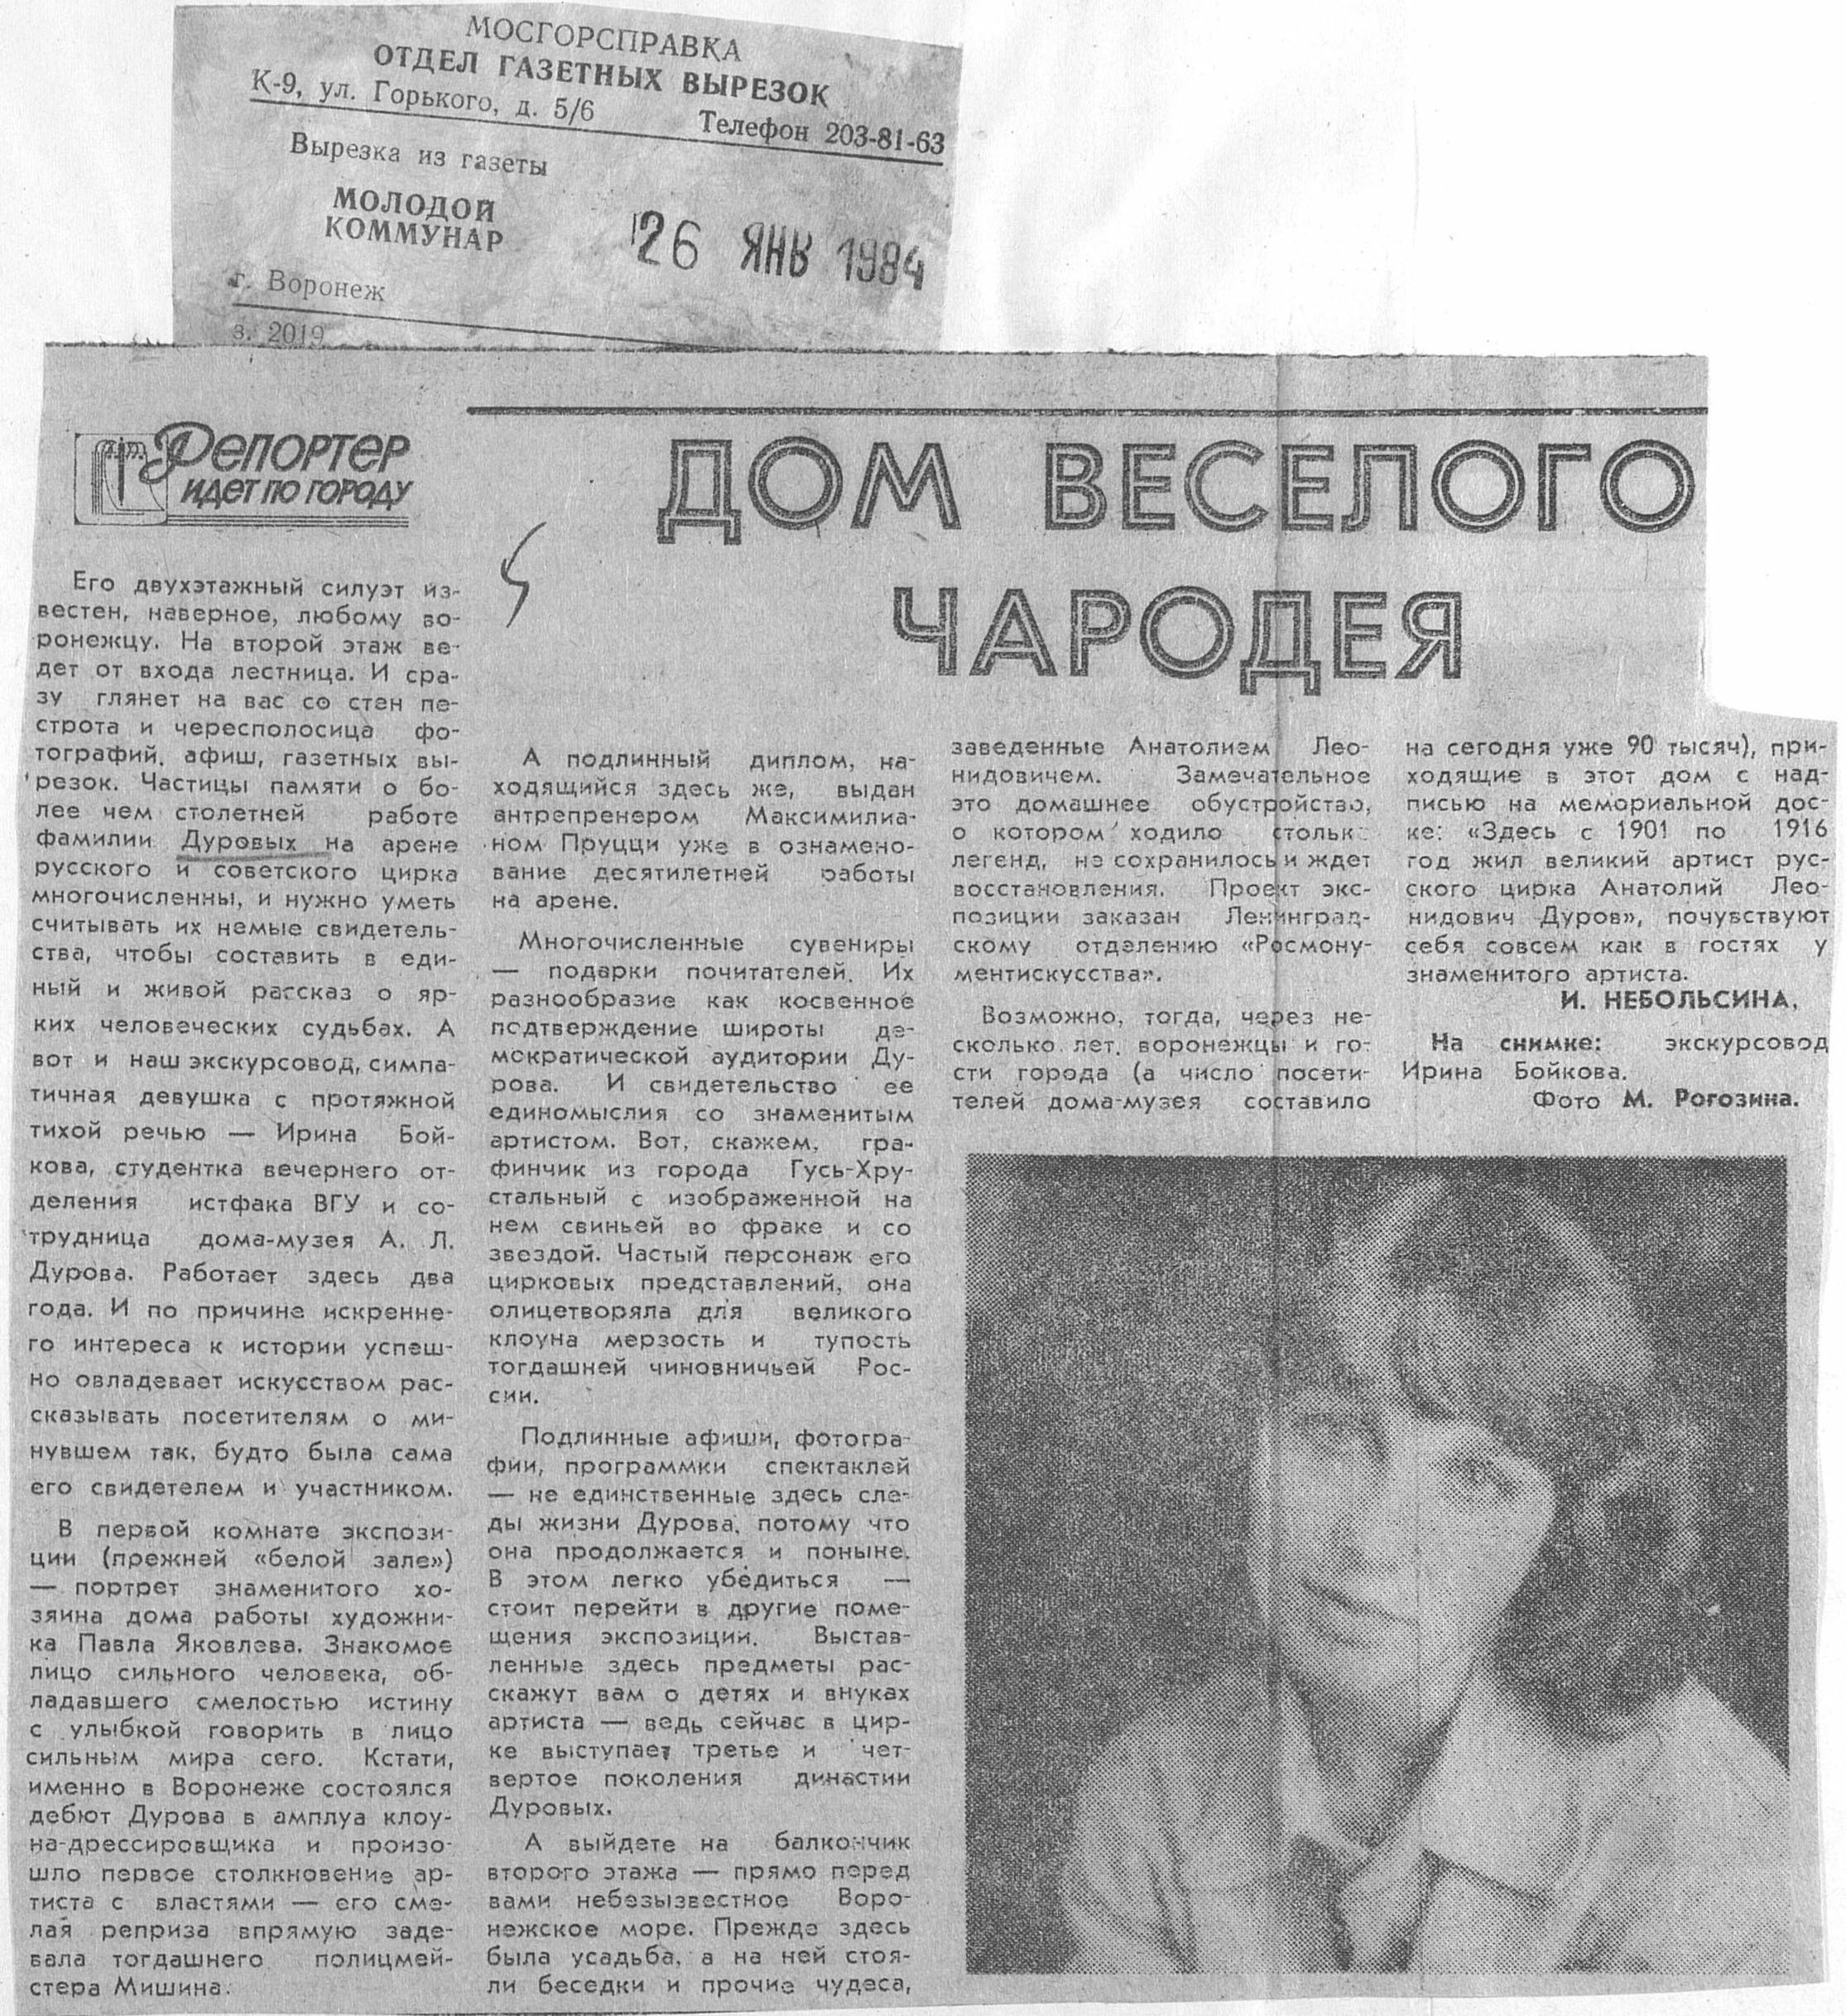 МОСГОРСПРАВКА
ОТДЕЛ ГАЗЕТНЫХ ВЫРЕЗОК
К-9, ул. Горького, д. 5/6 Телефон 203-81-63
Вырезка из газеты
МОЛОДОЙ
КОММУНАР
26 ЯНВ 1984
г. Воронеж
з. 2019
Репортер
идет по городу
ДОМ ВЕСЕЛОГО
ЧАРОДЕЯ
Его двухэтажный силуэт из-
вестен, наверное, любому во-
ронежцу. На второй этаж ве-
дет от входа лестница. И сра-
зу глянет на вас со стен пе-
строта и чересполосица фо-
тографий, афиш, газетных вы-
резок. Частицы памяти о бо-
лее чем столетней работе
фамилии Дуровых на арене
русского и советского цирка
многочисленны, и нужно уметь
считывать их немые свидетель-
ства, чтобы составить в еди-
ный и живой рассказ о яр-
ких человеческих судьбах. А
вот и наш экскурсовод, симпа-
тичная девушка с протяжной
тихой речью — Ирина Бой-
кова, студентка вечернего от-
деления истфака ВГУ и со-
трудница дома-музея А. Л.
Дурова. Работает здесь два
года. И по причине искренне-
го интереса к истории успеш-
но овладевает искусством рас-
сказывать посетителям о ми-
нувшем так, будто была сама
его свидетелем и участником.
В первой комнате экспози-
ции (прежней «белой зале»)
— портрет знаменитого хо-
зяина дома работы художни-
ка Павла Яковлева. Знакомое
лицо сильного человека, об-
ладавшего смелостью истину
с улыбкой говорить в лицо
сильным мира сего. Кстати,
именно в Воронеже состоялся
дебют Дурова в амплуа клоу-
на-дрессировщика и произо-
шло первое столкновение ар-
тиста с властями — его сме-
лая реприза впрямую заде-
вала тогдашнего полицмей-
стера Мишина.
А подлинный диплом, на-
ходящийся здесь же, выдан
антрепренером Максимилиа-
ном Пруцци уже в ознамено-
вание десятилетней работы
на арене.
Многочисленные сувениры
— подарки почитателей. Их
разнообразие как косвенное
подтверждение широты де-
мократической аудитории Ду-
рова. И свидетельство ее
единомыслия со знаменитым
артистом. Вот, скажем, гра-
финчик из города Гусь-Хру-
стальный с изображенной на
нем свиньей во фраке и со
звездой. Частый персонаж его
цирковых представлений, она
олицетворяла для великого
клоуна мерзость и тупость
тогдашней чиновничьей Рос-
сии.
Подлинные афиши, фотогра-
фии, программки спектаклей
— не единственные здесь сле-
ды жизни Дурова, потому что
она продолжается и поныне.
В этом легко убедиться —
стоит перейти в другие поме-
щения экспозиции. Выстав-
ленные здесь предметы рас-
скажут вам о детях и внуках
артиста — ведь сейчас в цир-
ке выступает третье и чет-
вертое поколения династии
Дуровых.
А выйдете на балкончик
второго этажа — прямо перед
вами небезызвестное Воро-
нежское море. Прежде здесь
была усадьба, а на ней стоя-
ли беседки и прочие чудеса,
заведенные Анатолием Лео-
нидовичем. Замечательное
это домашнее обустройство,
о котором ходило столько
легенд, не сохранилось и ждет
восстановления. Проект экс-
позиции заказан Ленинград-
скому отделению «Росмону-
ментискусства».
Возможно, тогда, через не-
сколько лет, воронежцы и го-
сти города (а число посети-
телей дома-музея составило
на сегодня уже 90 тысяч), при-
ходящие в этот дом с над-
писью на мемориальной дос-
ке: «Здесь с 1901 по 1916
год жил великий артист рус-
ского цирка Анатолий Лео-
нидович Дуров», почувствуют
себя совсем как в гостях у
знаменитого артиста.
И. НЕБОЛЬСИНА.
На снимке: экскурсовод
Ирина Бойкова.
Фото М. Рогозина.